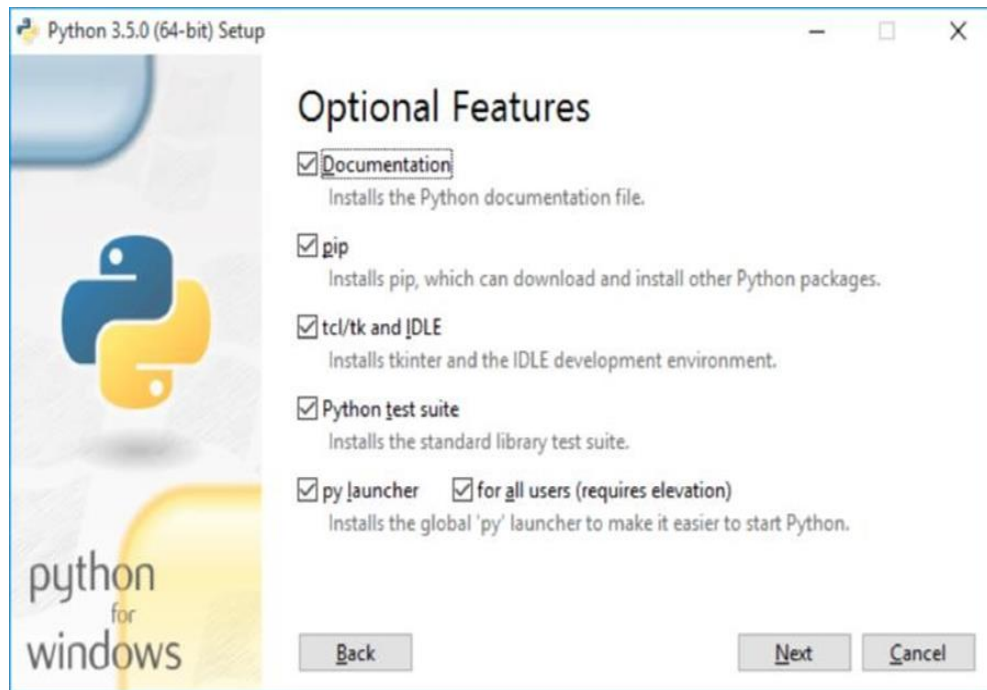 Python 3.5.0 (64-bit) Setup
Optional Features
Documentation
Installs the Python documentation file.
pip
Installs pip, which can download and install other Python packages.
tcl/tk and IDLE
Installs tkinter and the IDLE development environment.
Python test suite
Installs the standard library test suite.
py launcher for all users (requires elevation)
Installs the global 'py' launcher to make it easier to start Python.
python
for
windows
Back Next Cancel